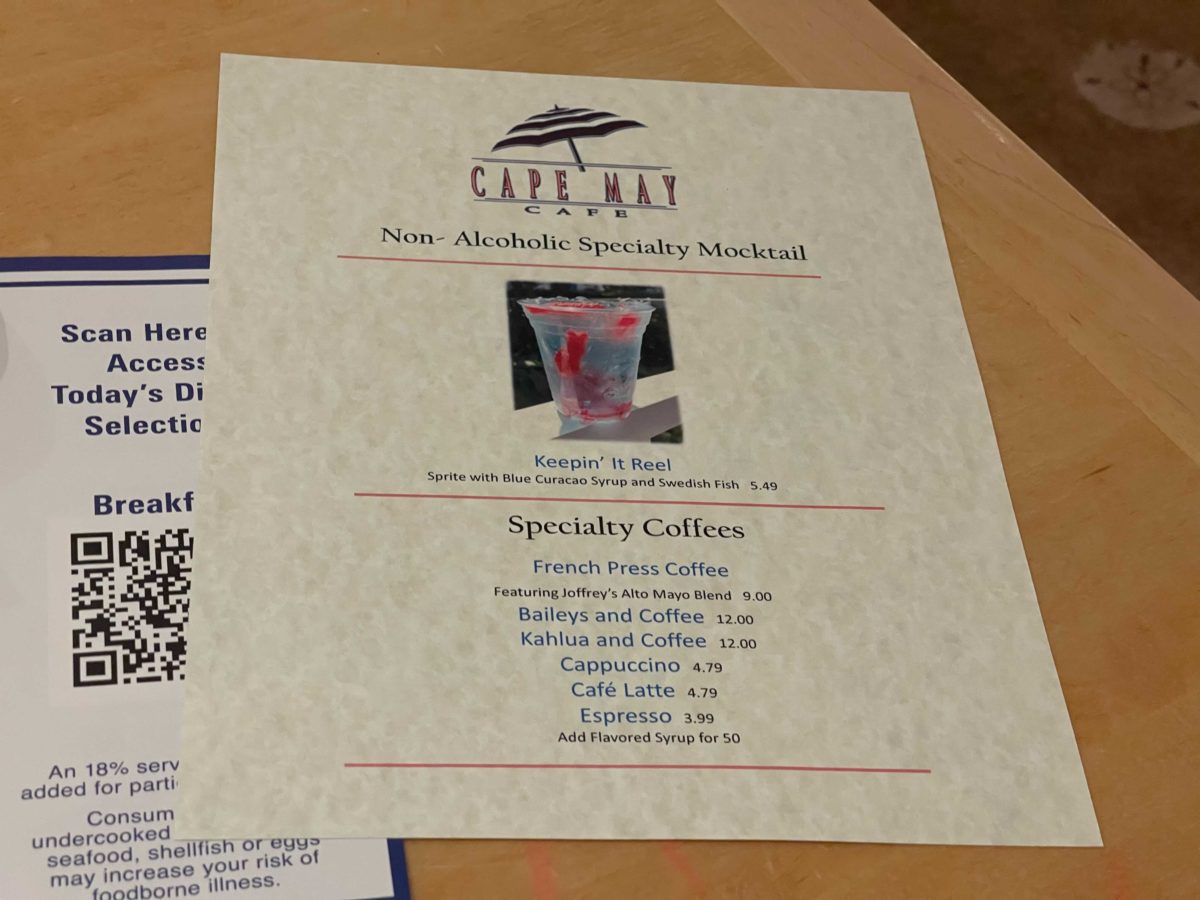 CAPE MAY
CAFE
Non- Alcoholic Specialty Mocktail
Keepin' It Reel
Sprite with Blue Curacao Syrup and Swedish Fish 5.49
Specialty Coffees
French Press Coffee
Featuring Joffrey's Alto Mayo Blend 9.00
Baileys and Coffee 12.00
Kahlua and Coffee 12.00
Cappuccino 4.79
Café Latte 4.79
Espresso 3.99
Add Flavored Syrup for 50
Scan Here
Access
Today's Di
Selectio
Breakf
An 18% serv
added for parti
Consum
undercooked
seafood, shellfish or eggs
may increase your risk of
foodborne illness.